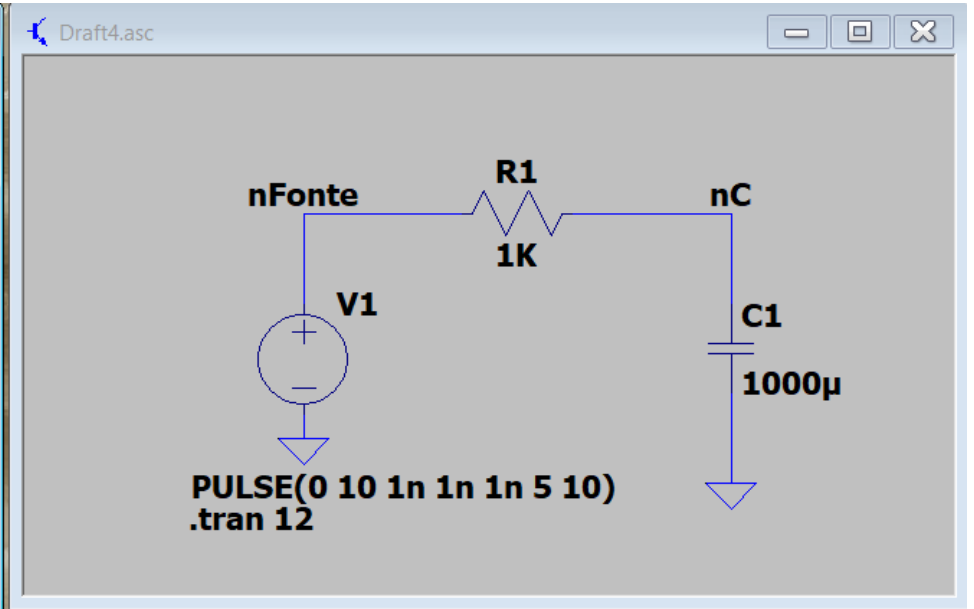 Draft4.asc
R1
nFonte
nC
1K
V1
C1
1000µ
PULSE(0 10 1n 1n 1n 5 10)
.tran 12